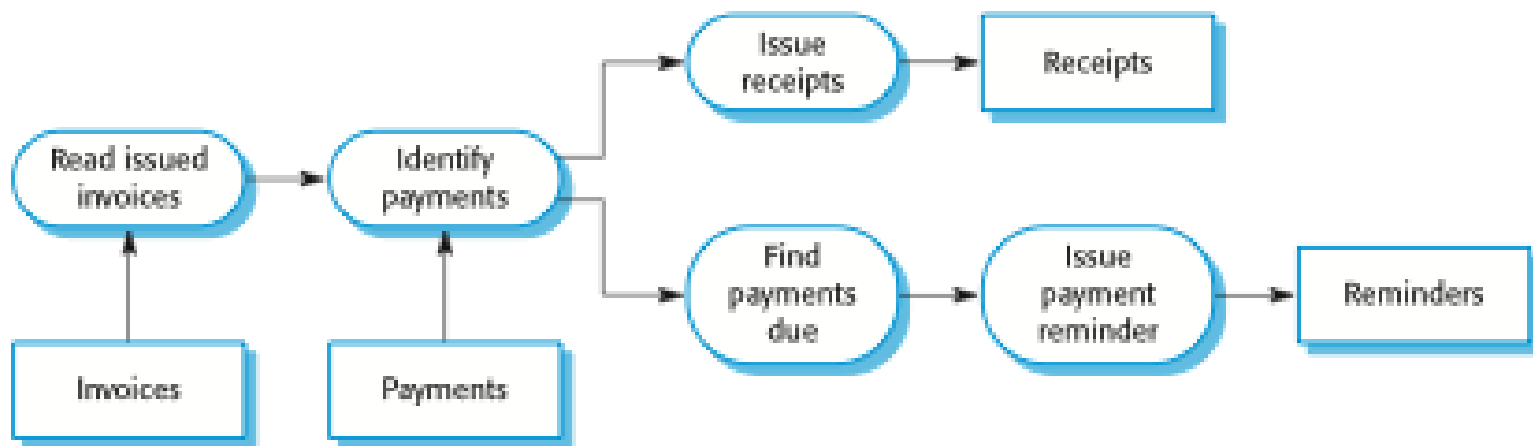 Issue
receipts
Receipts
Read issued
invoices
Identify
payments
Find
payments
due
Issue
payment
reminder
Reminders
Invoices
Payments